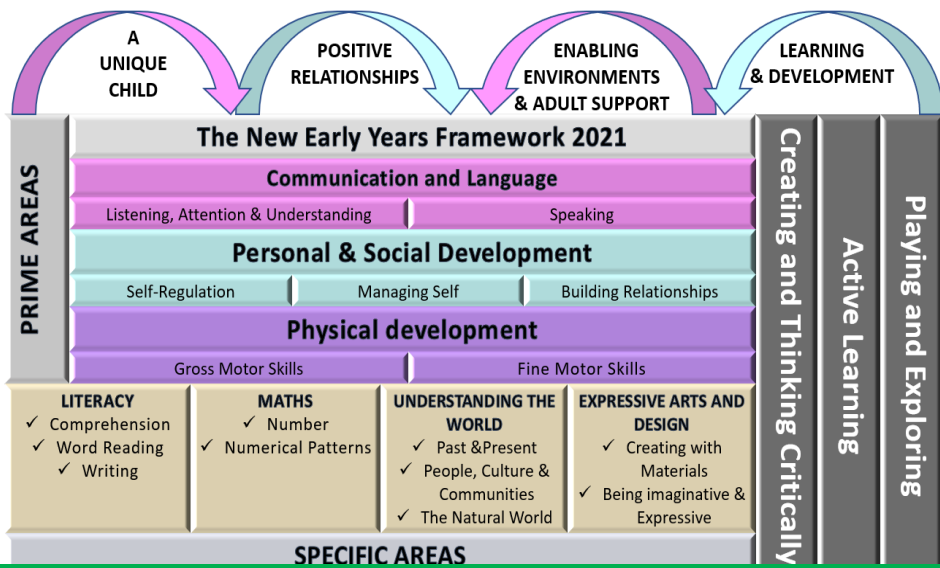 A
UNIQUE
CHILD
POSITIVE
RELATIONSHIPS
ENABLING
ENVIRONMENTS
& ADULT SUPPORT
LEARNING
& DEVELOPMENT
PRIME AREAS
The New Early Years Framework 2021
Communication and Language
Listening, Attention & Understanding
Speaking
Personal & Social Development
Self-Regulation
Managing Self
Building Relationships
Physical development
Gross Motor Skills
Fine Motor Skills
LITERACY
✓ Comprehension
✓ Word Reading
✓ Writing
MATHS
✓ Number
✓ Numerical Patterns
UNDERSTANDING THE
WORLD
✓ Past &Present
✓ People, Culture &
Communities
✓ The Natural World
EXPRESSIVE ARTS AND
DESIGN
✓ Creating with
Materials
✓ Being imaginative &
Expressive
SPECIFIC AREAS
Creating and Thinking Critically
Active Learning
Playing and Exploring